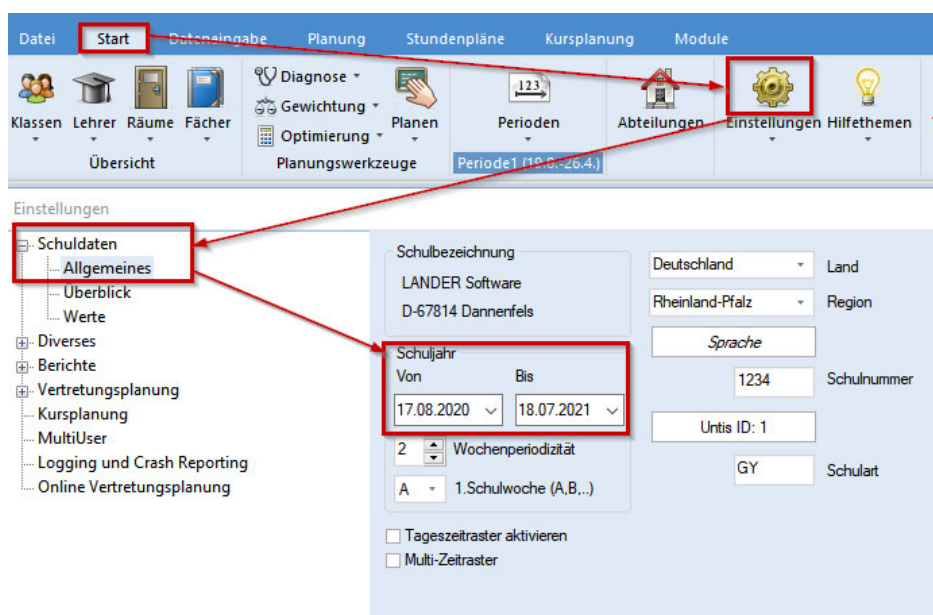 Datei Start Dateneingabe Planung Stundenpläne Kursplanung Module
Diagnose
Gewichtung
Optimierung
Klassen Lehrer Räume Fächer Planen Perioden Abteilungen Einstellungen Hilfethemen
123
Übersicht Planungswerkzeuge Periode1 (19.8.-26.4.)
Einstellungen
Schuldaten
Allgemeines
Überblick
Werte
Diverses
Berichte
Vertretungsplanung
Kursplanung
MultiUser
Logging und Crash Reporting
Online Vertretungsplanung
Schulbezeichnung
LANDER Software
D-67814 Dannenfels
Schuljahr
Von Bis
17.08.2020 18.07.2021
2 Wochenperiodizität
A 1.Schulwoche (A,B,..)
Tageszeitraster aktivieren
Multi-Zeitraster
Deutschland Land
Rheinland-Pfalz Region
Sprache
1234 Schulnummer
Untis ID: 1
GY Schulart